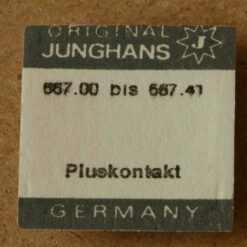 ORIGINAL
JUNGHANS J
667.00 bis 667.41
Pluskontakt
GERMANY